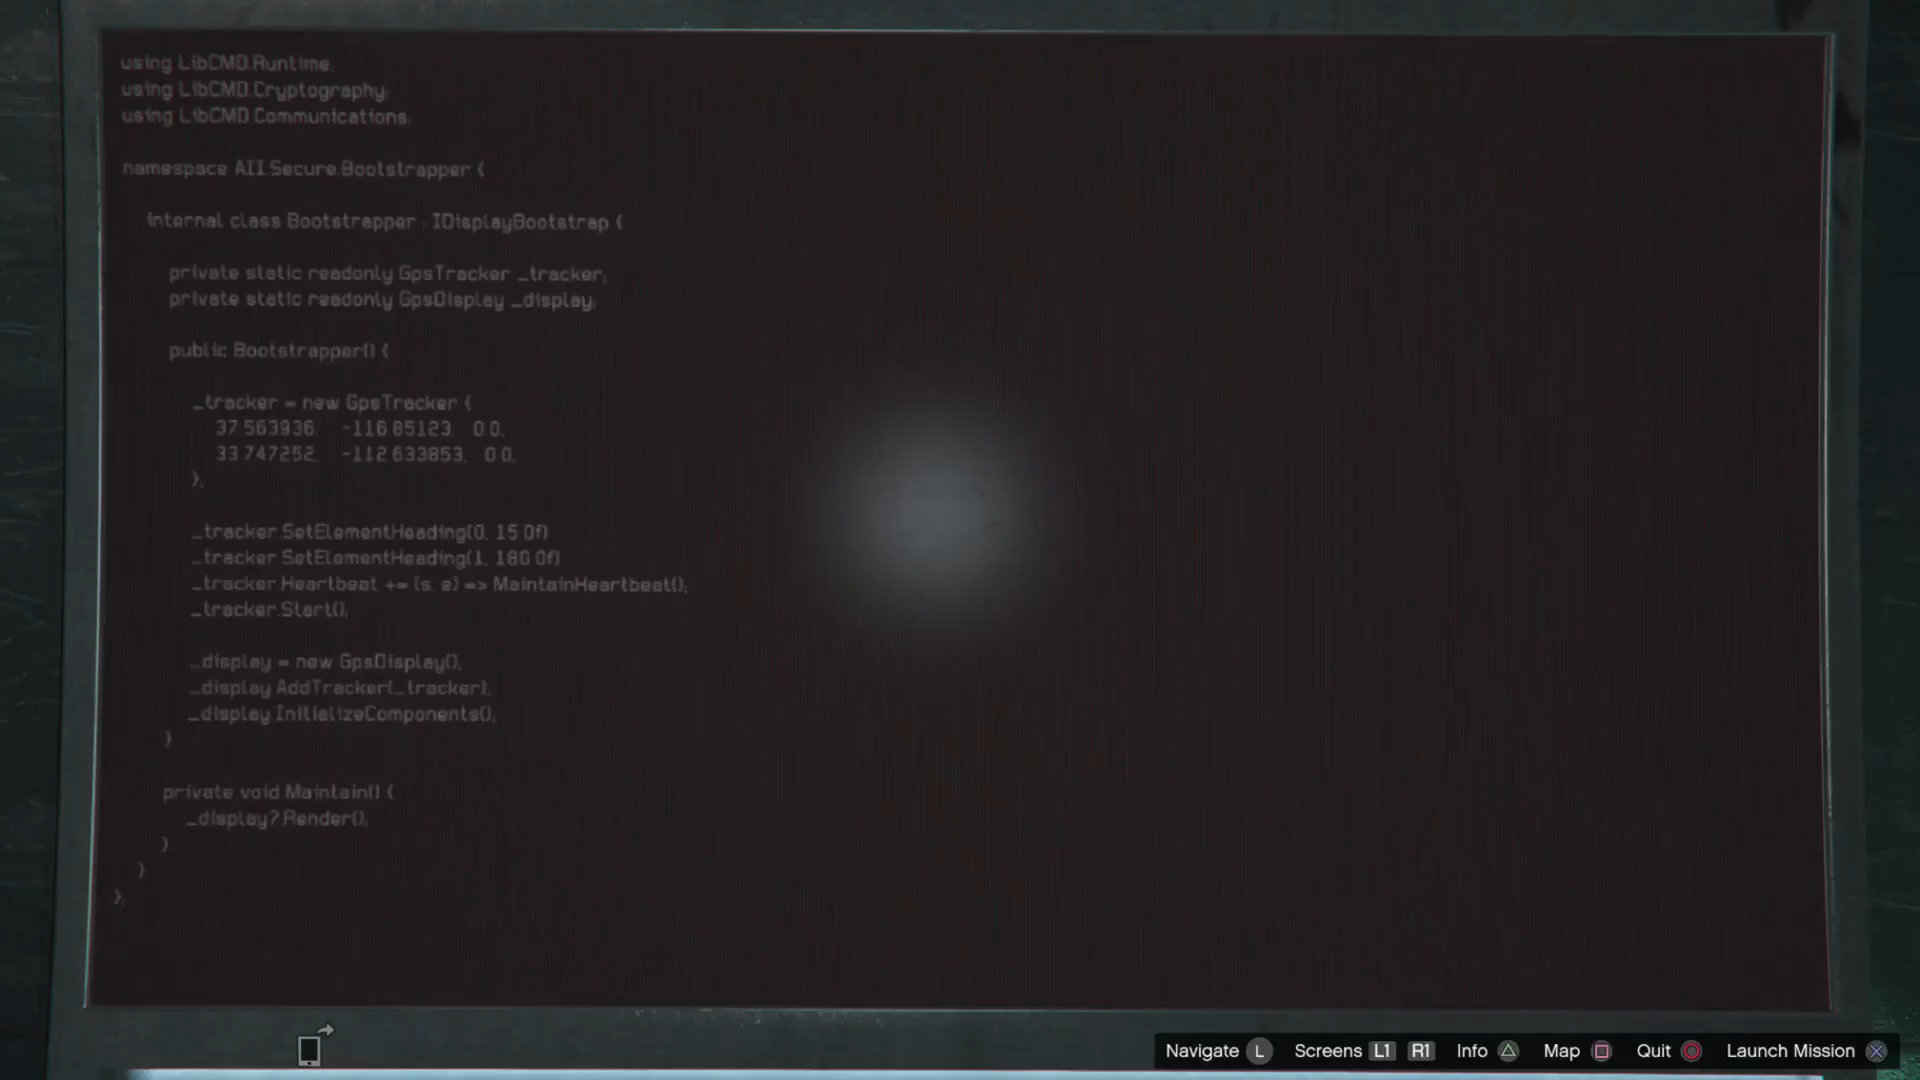 using LibCMD.Runtime;
using LibCMD.Cryptography;
using LibCMD.Communications;
namespace AII.Secure.Bootstrapper {
internal class Bootstrapper : IDisplayBootstrap {
private static readonly GpsTracker _tracker;
private static readonly GpsDisplay _display;
public Bootstrapper() {
_tracker = new GpsTracker {
37.563936, -116.85123, 0.0,
33.747252, -112.633853, 0.0,
};
_tracker.SetElementHeading(0, 15.0f)
_tracker.SetElementHeading(1, 180.0f)
_tracker.Heartbeat += (s, e) => MaintainHeartbeat();
_tracker.Start();
_display = new GpsDisplay();
_display.AddTracker(_tracker);
_display.InitializeComponents();
}
private void Maintain() {
_display?.Render();
}
}
};
Navigate L Screens L1 R1 Info Map Quit Launch Mission